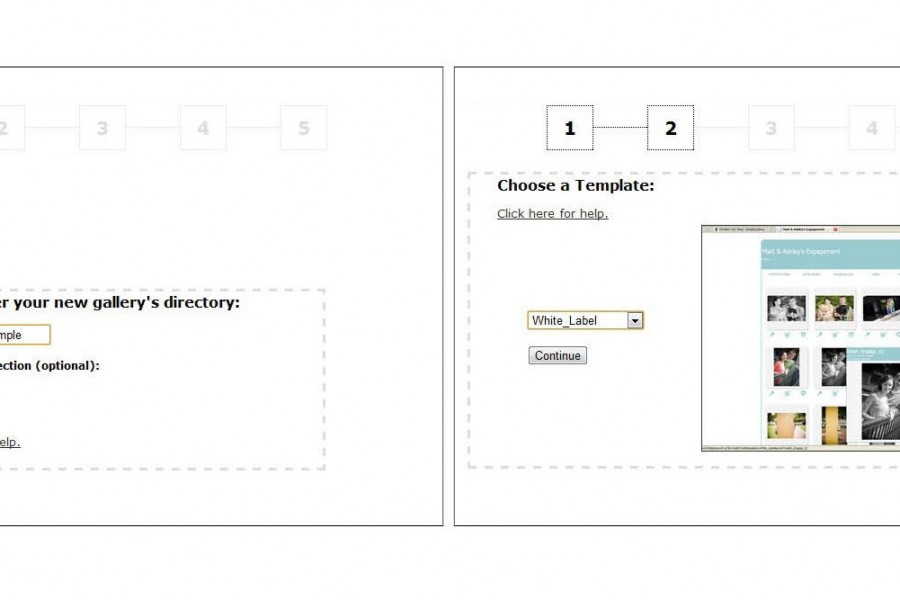 2 3 4 5
er your new gallery's directory:
mple
ection (optional):
elp.
1 2 3 4
Choose a Template:
Click here for help.
White_Label
Continue
Matt & Ashley's Engagement